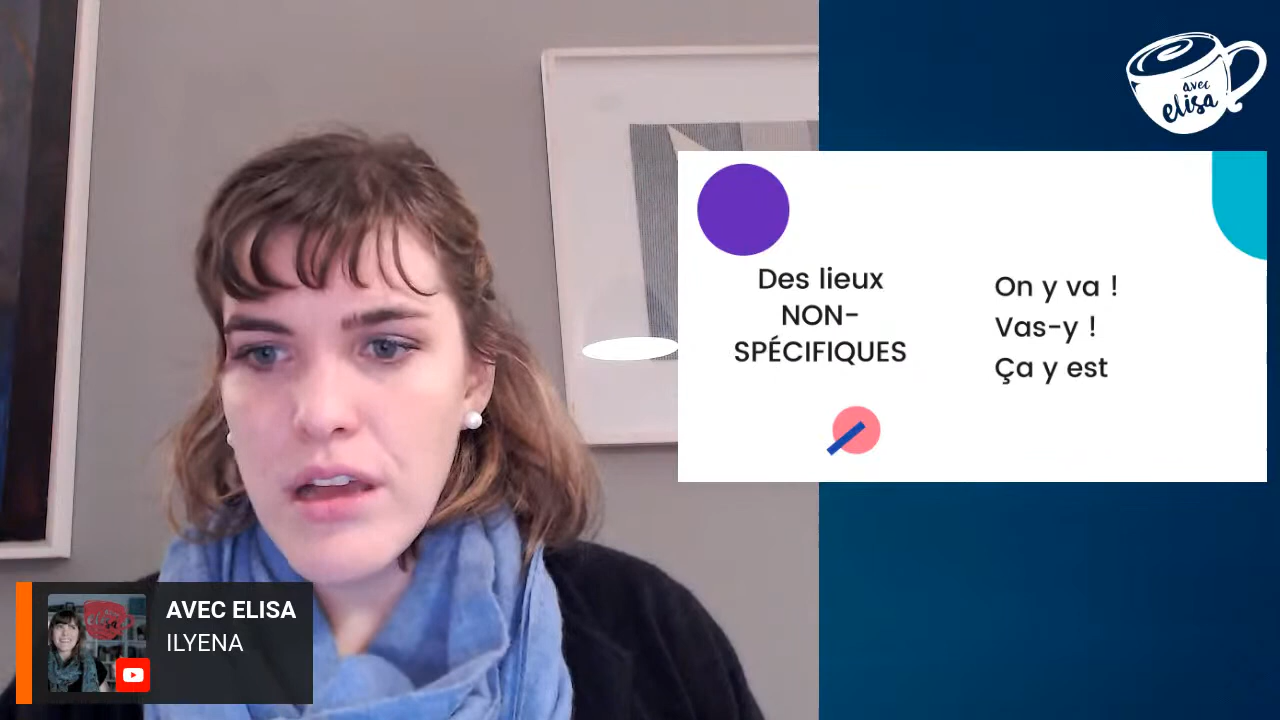 avec
elisa
Des lieux
NON-
SPÉCIFIQUES
On y va !
Vas-y !
Ça y est
AVEC ELISA
ILYENA